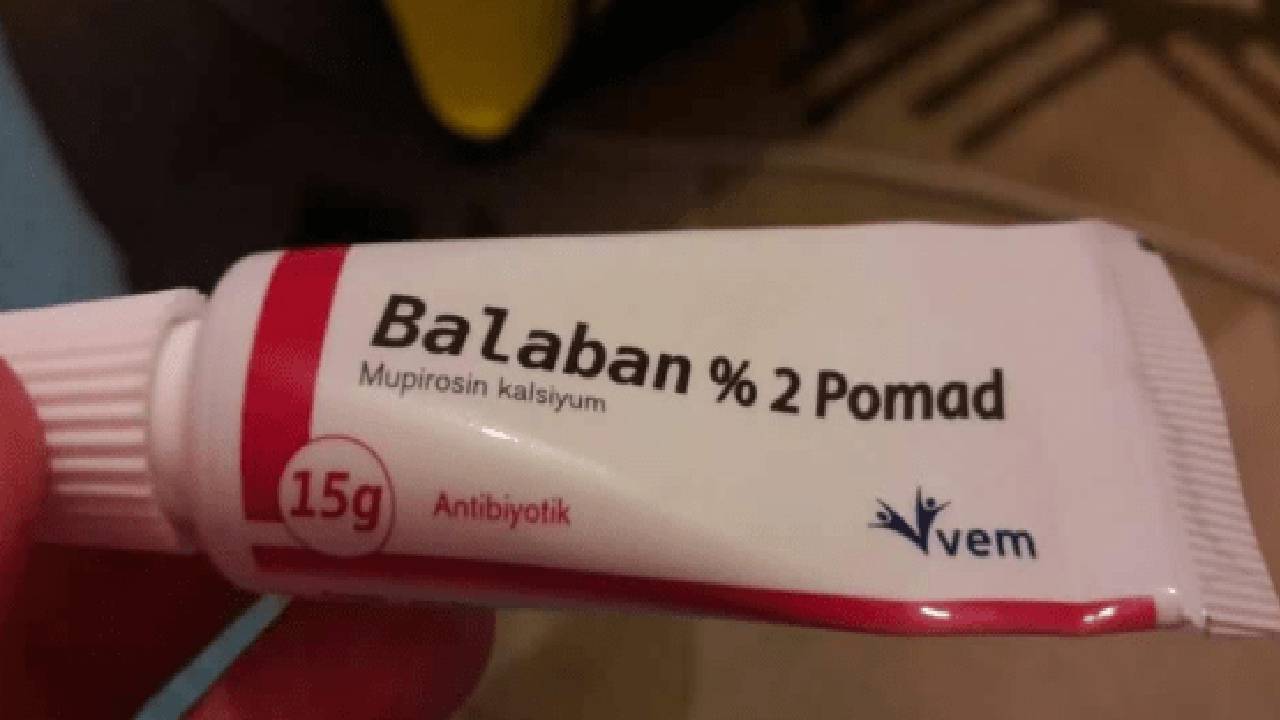 Balaban % 2 Pomad
Mupirosin kalsiyum
15g
Antibiyotik
vem